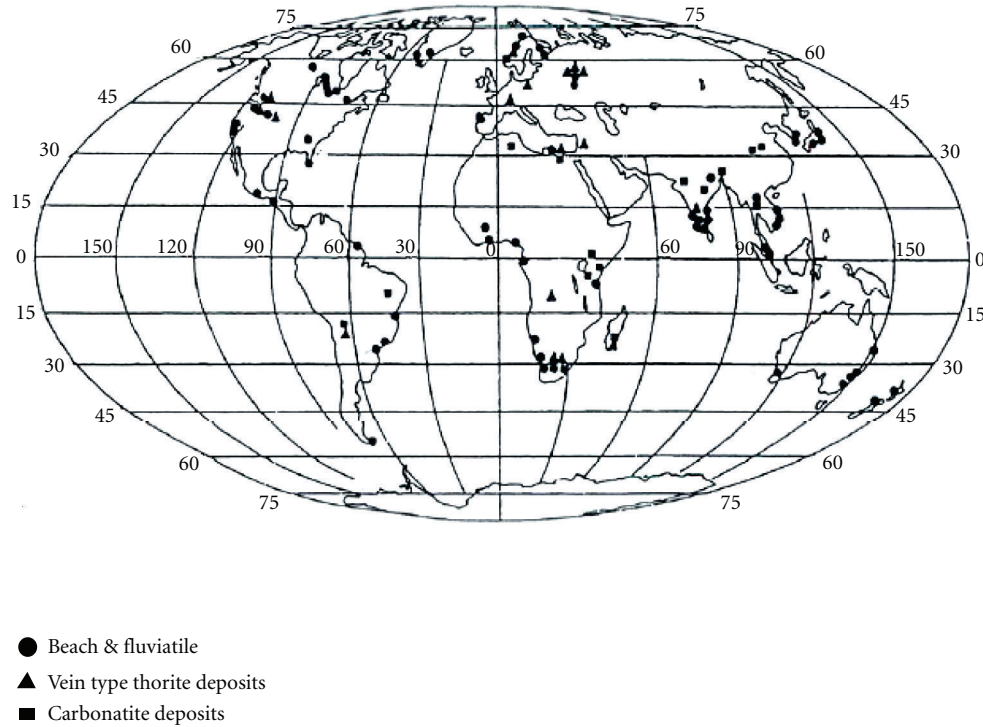 75 75
60 60
45 45
30 30
15
0 150 120 90 60 30 0 60 90 150 0
15 15
30 30
45 45
60 60
75 75
Beach & fluviatile
Vein type thorite deposits
Carbonatite deposits